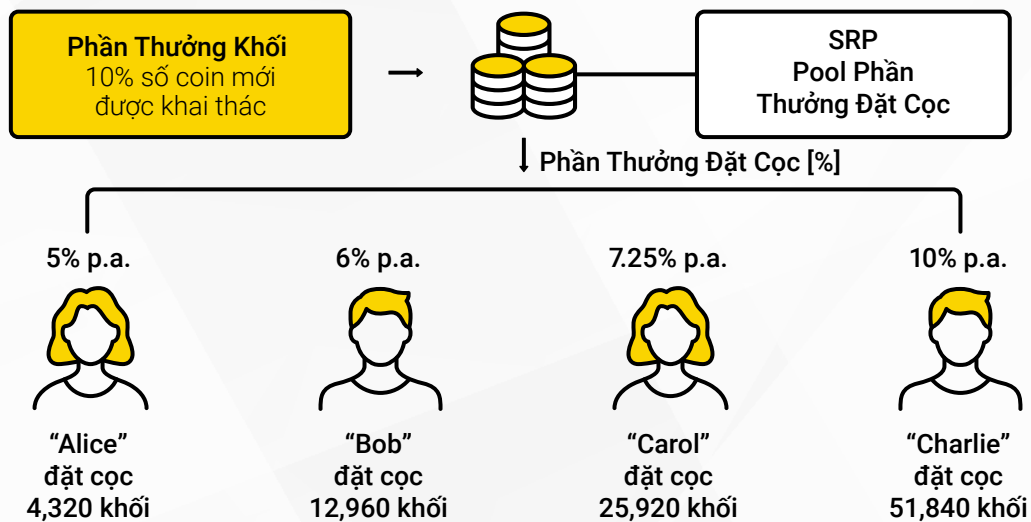 Phần Thưởng Khối
10% số coin mới
được khai thác
SRP
Pool Phần
Thưởng Đặt Cọc
Phần Thưởng Đặt Cọc [%]
5% p.a.
6% p.a.
7.25% p.a.
10% p.a.
“Alice”
đặt cọc
4,320 khối
“Bob”
đặt cọc
12,960 khối
“Carol”
đặt cọc
25,920 khối
“Charlie”
đặt cọc
51,840 khối